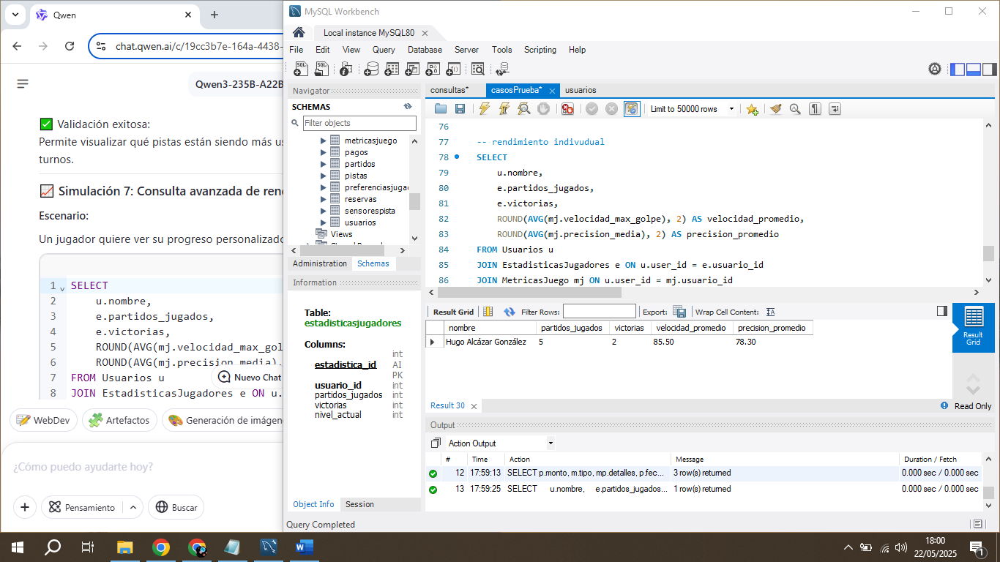 Qwen
chat.qwen.ai/c/19cc3b7e-164a-4438-
Qwen3-235B-A22B
Validación exitosa:
Permite visualizar qué pistas están siendo más us
turnos.
Simulación 7: Consulta avanzada de ren
Escenario:
Un jugador quiere ver su progreso personalizado
1 SELECT
2 u.nombre,
3 e.partidos_jugados,
4 e.victorias,
5 ROUND(AVG(mj.velocidad_max_gol
6 ROUND(AVG(mj.precision_media),
7 FROM Usuarios u
8 JOIN EstadisticasJugadores e ON u.
Nuevo Chat
WebDev
Artefactos
Generación de imágen
¿Cómo puedo ayudarte hoy?
Pensamiento
Buscar
MySQL Workbench
Local instance MySQL80
File Edit View Query Database Server Tools Scripting Help
Navigator
SCHEMAS
Filter objects
metricasjuego
pagos
partidos
pistas
preferenciasjugad
reservas
sensorespista
usuarios
Views
Administration Schemas
Information
Table:
estadisticasjugadores
Columns:
estadistica_id int AI PK
usuario_id int
partidos_jugados int
victorias int
nivel_actual int
Object Info Session
Query Completed
consultas* casosPrueba* usuarios
Limit to 50000 rows
76
77 -- rendimiento indivudual
78 SELECT
79 u.nombre,
80 e.partidos_jugados,
81 e.victorias,
82 ROUND(AVG(mj.velocidad_max_golpe), 2) AS velocidad_promedio,
83 ROUND(AVG(mj.precision_media), 2) AS precision_promedio
84 FROM Usuarios u
85 JOIN EstadisticasJugadores e ON u.user_id = e.usuario_id
86 JOIN MetricasJuego mj ON u.user_id = mj.usuario_id
Result Grid Filter Rows: Export: Wrap Cell Content:
nombre partidos_jugados victorias velocidad_promedio precision_promedio
Hugo Alcázar González 5 2 85.50 78.30
Result Grid
Result 30
Read Only
Output
Action Output
# Time Action Message Duration / Fetch
12 17:59:13 SELECT p.monto, m.tipo, mp.detalles, p.fec... 3 row(s) returned 0.000 sec / 0.000 sec
13 17:59:25 SELECT u.nombre, e.partidos_jugados... 1 row(s) returned 0.000 sec / 0.000 sec
18:00
22/05/2025
1